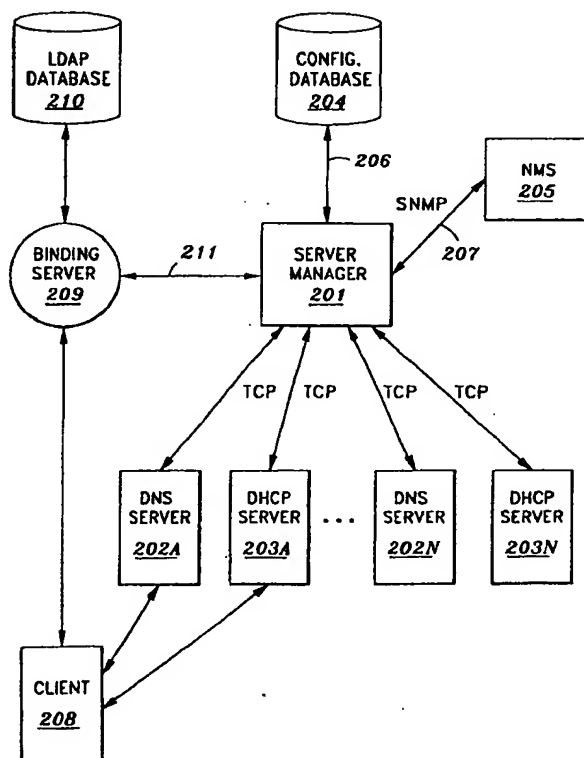 LDAP
DATABASE
210
CONFIG.
DATABASE
204
206
NMS
205
SNMP
207
BINDING
SERVER
209
211
SERVER
MANAGER
201
TCP
TCP
TCP
TCP
DNS
SERVER
202A
DHCP
SERVER
203A
...
DNS
SERVER
202N
DHCP
SERVER
203N
CLIENT
208